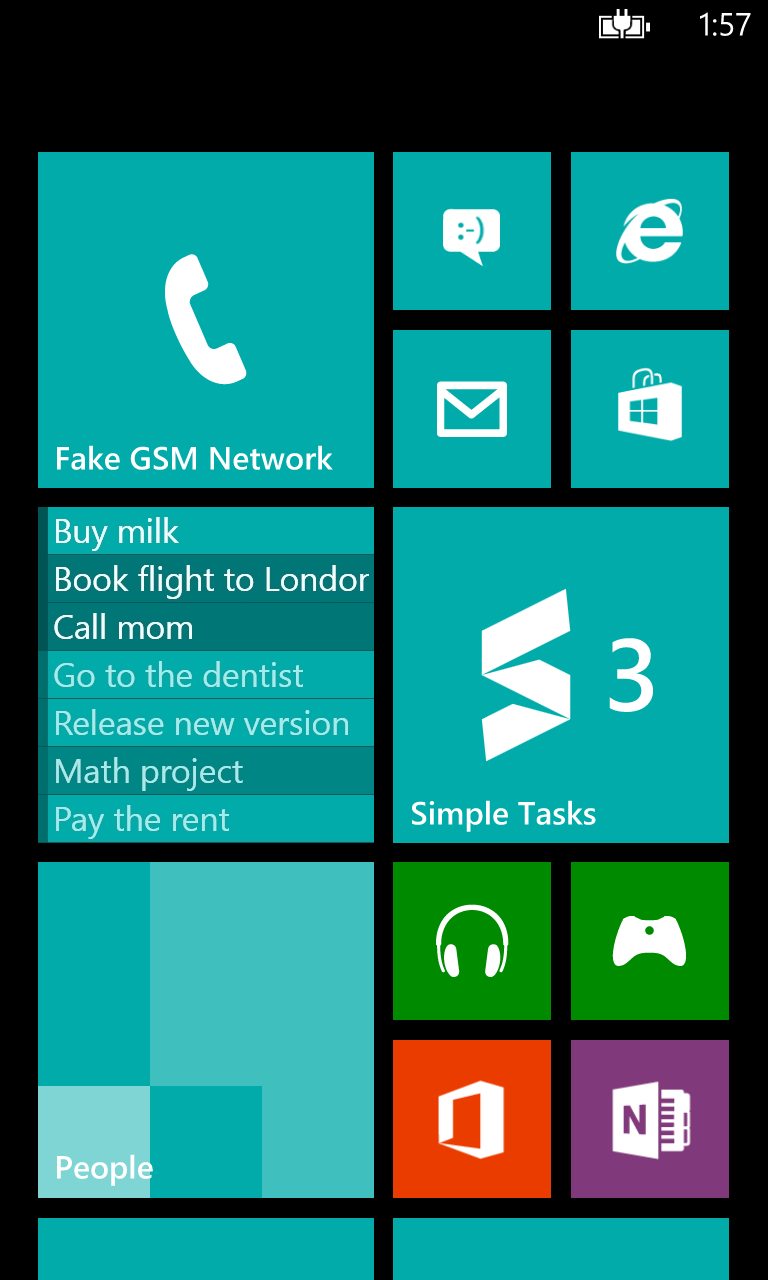 1:57
:-)
Fake GSM Network
Buy milk
Book flight to Londor
Call mom
Go to the dentist
Release new version
Math project
Pay the rent
3
Simple Tasks
People
N